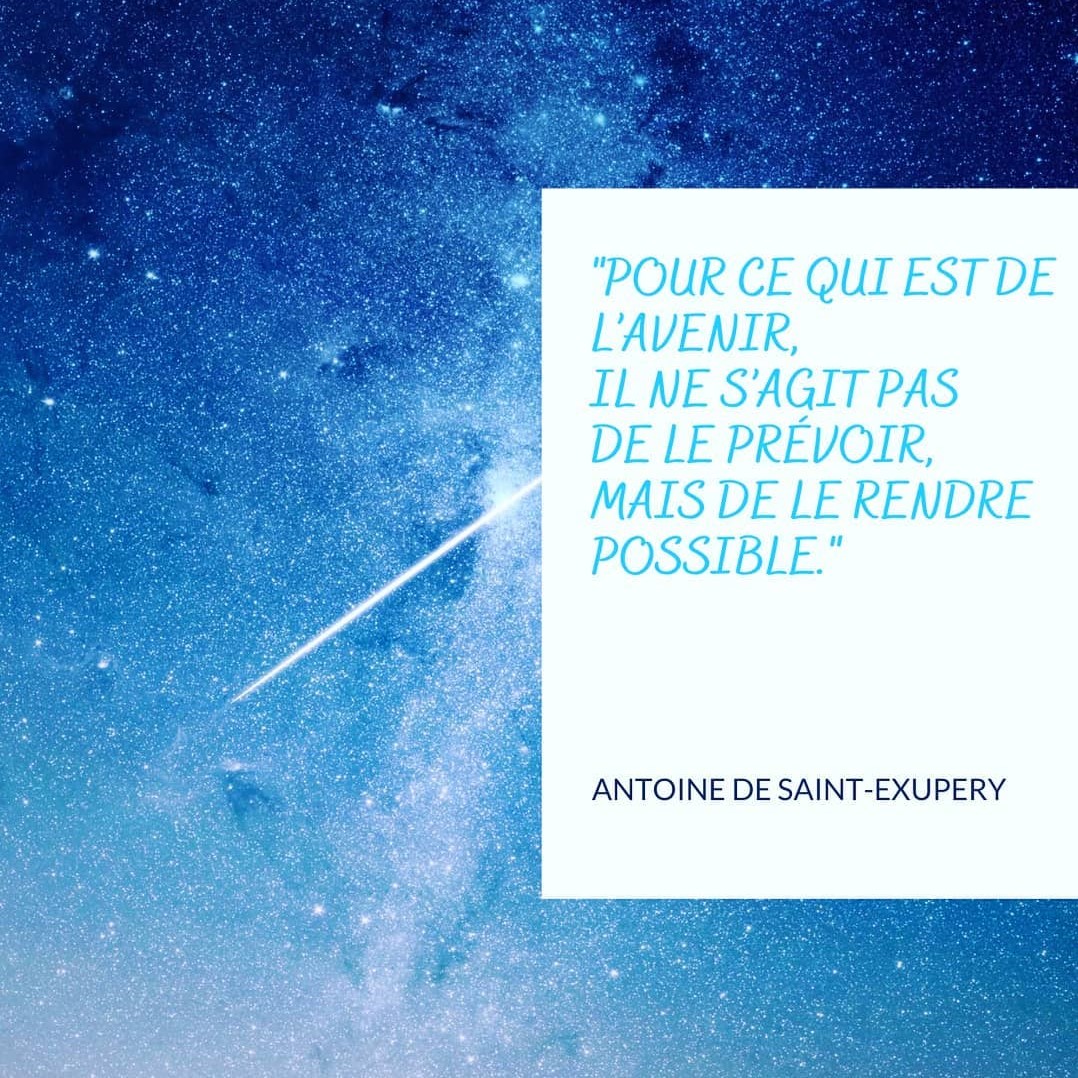 "POUR CE QUI EST DE
L'AVENIR,
IL NE S'AGIT PAS
DE LE PRÉVOIR,
MAIS DE LE RENDRE
POSSIBLE."
ANTOINE DE SAINT-EXUPERY